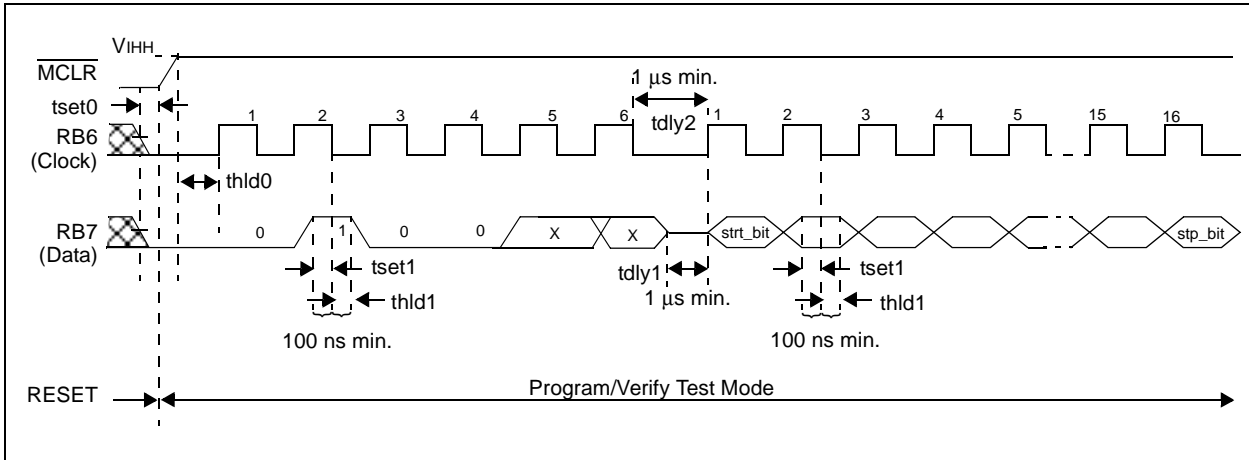 VIHH
MCLR
1 μs min.
tset0
tdly2
RB6
(Clock)
1 2 3 4 5 6 1 2 3 4 5 15 16
thld0
RB7
(Data)
0 1 0 0 X X strt_bit stp_bit
tset1 tdly1 tset1
thld1 1 μs min. thld1
100 ns min. 100 ns min.
RESET Program/Verify Test Mode